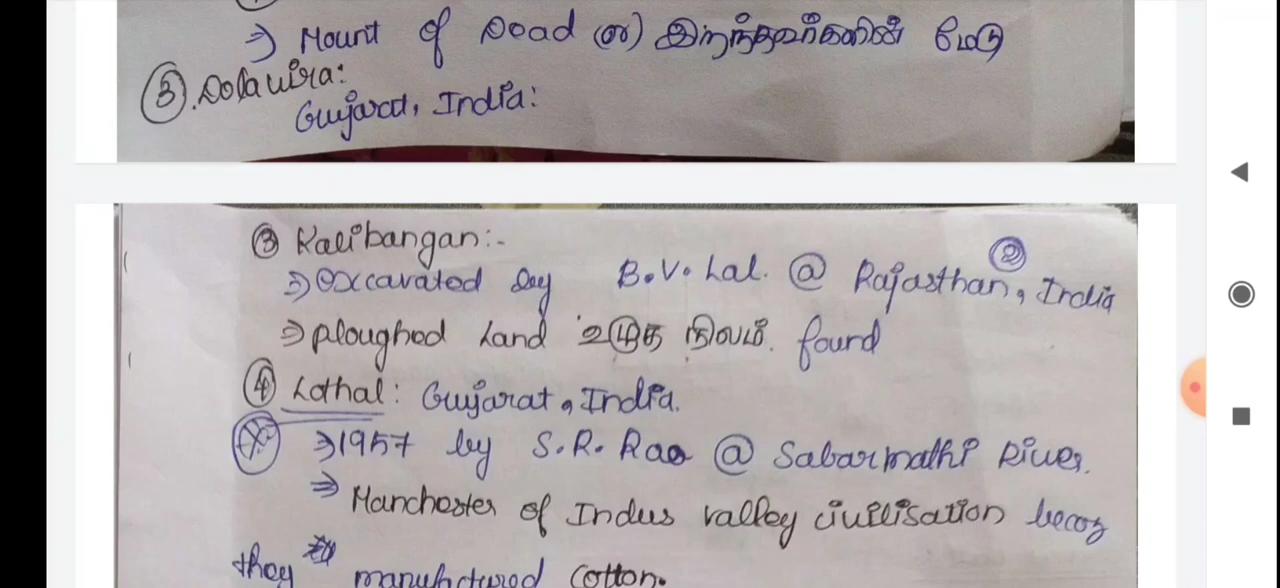 ⇒ Mount of Dead (or) இறந்தவர்களின் மேடு
③. Dolavira:
Gujarat, India:
③ Kalibangan:-
⇒ excavated by B.V. Lal. @ Rajasthan, India ②
⇒ ploughed Land உழுத நிலம். found
④ Lothal: Gujarat, India.
⇒ 1957 by S.R. Rao @ Sabarmathi River.
⇒ Manchester of Indus valley civilisation becoz
they manufactured cotton.